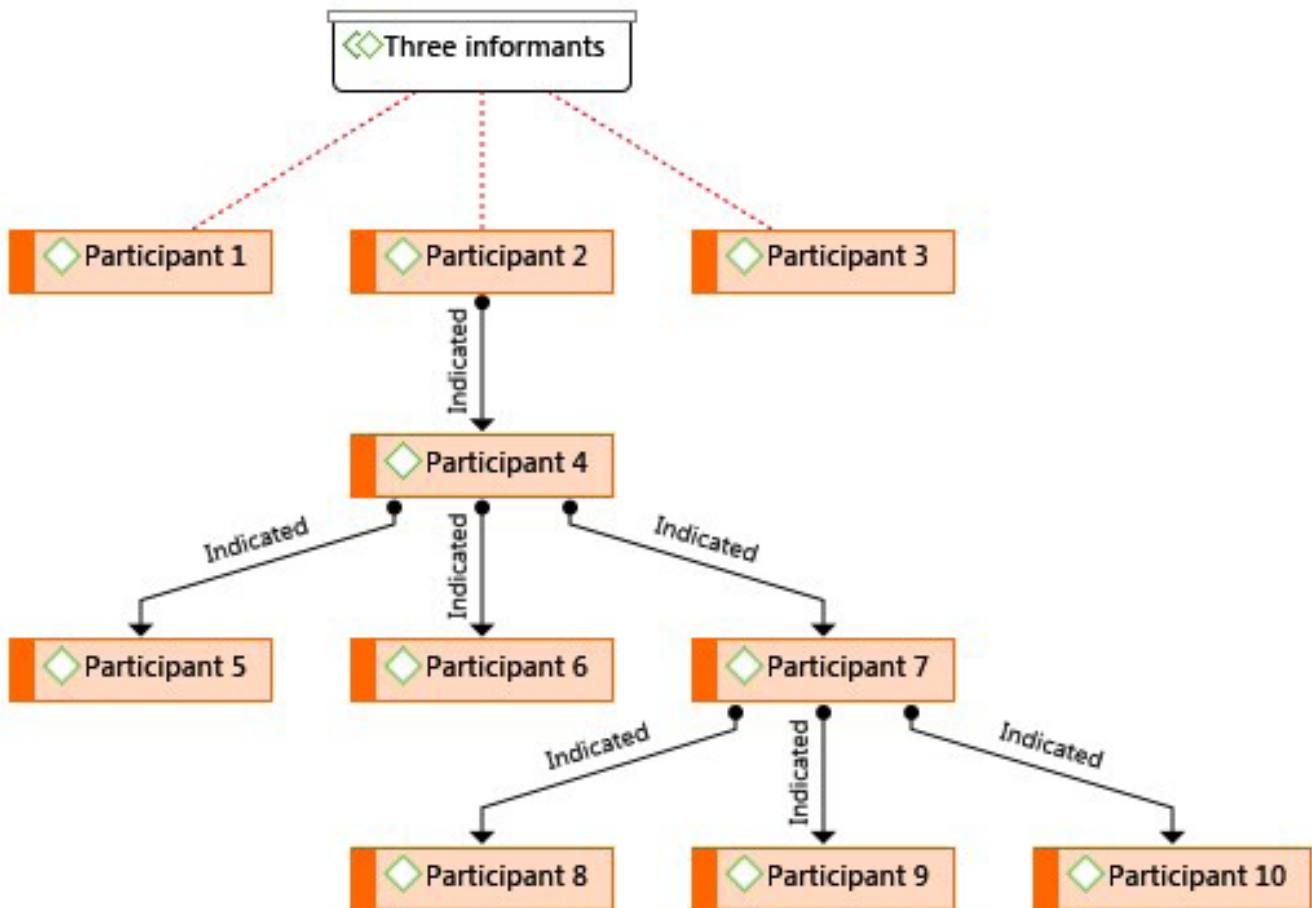 Three informants
Participant 1
Participant 2
Participant 3
Indicated
Participant 4
Indicated
Indicated
Indicated
Participant 5
Participant 6
Participant 7
Indicated
Indicated
Indicated
Participant 8
Participant 9
Participant 10